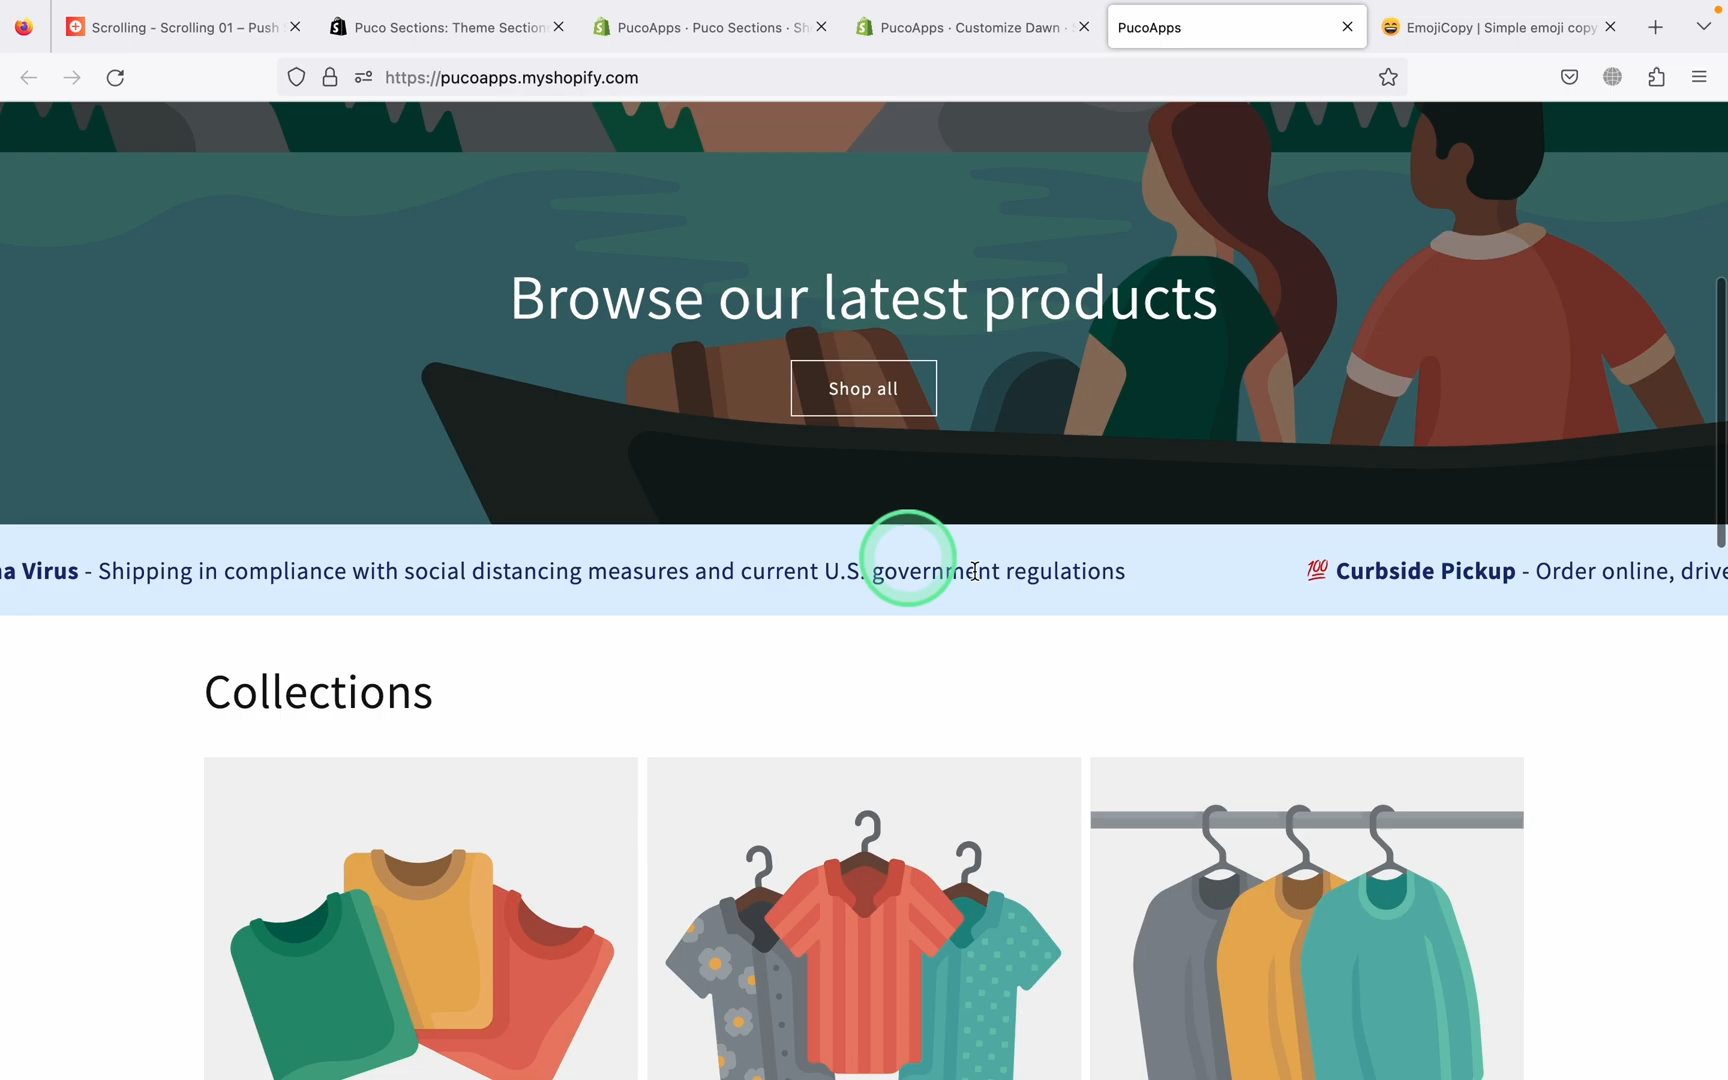 Scrolling - Scrolling 01 – Push
Puco Sections: Theme Section
PucoApps · Puco Sections · Sh
PucoApps · Customize Dawn · S
PucoApps
EmojiCopy | Simple emoji copy
https://pucoapps.myshopify.com
Browse our latest products
Shop all
na Virus - Shipping in compliance with social distancing measures and current U.S. government regulations
💯 Curbside Pickup - Order online, drive
Collections